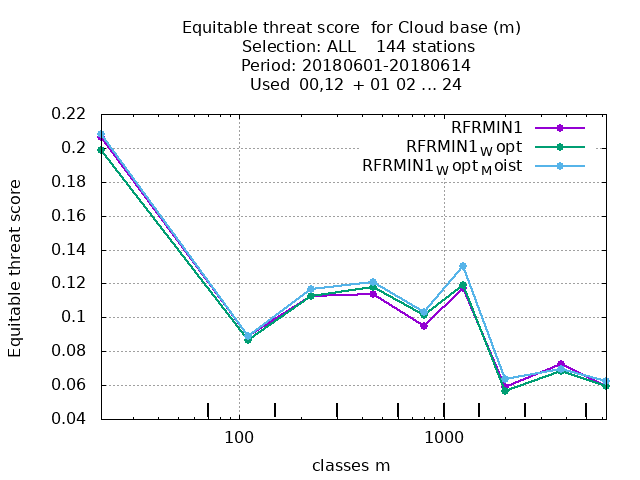 Equitable threat score  for Cloud base (m)
Selection: ALL    144 stations
Period: 20180601-20180614
Used  00,12  + 01 02 ... 24
RFRMIN1
RFRMIN1_W opt
RFRMIN1_W opt_M oist
Equitable threat score
0.22
0.2
0.18
0.16
0.14
0.12
0.1
0.08
0.06
0.04
100 1000
classes m